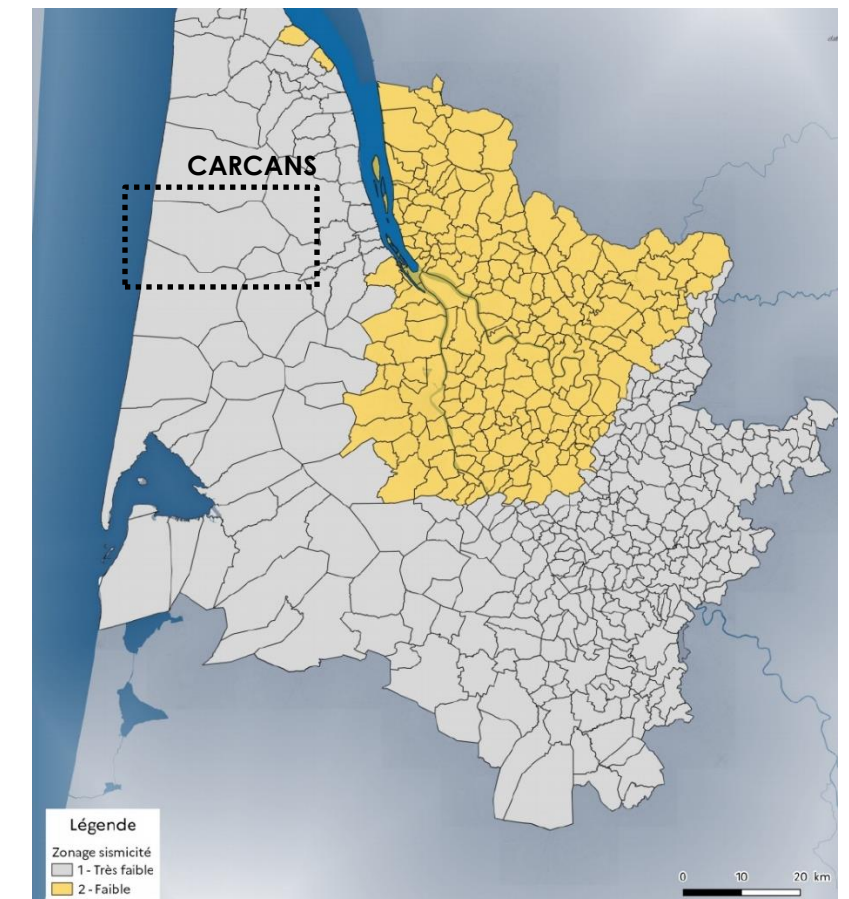 CARCANS
Légende
Zonage sismicité
1 - Très faible
2 - Faible
0 10 20 km